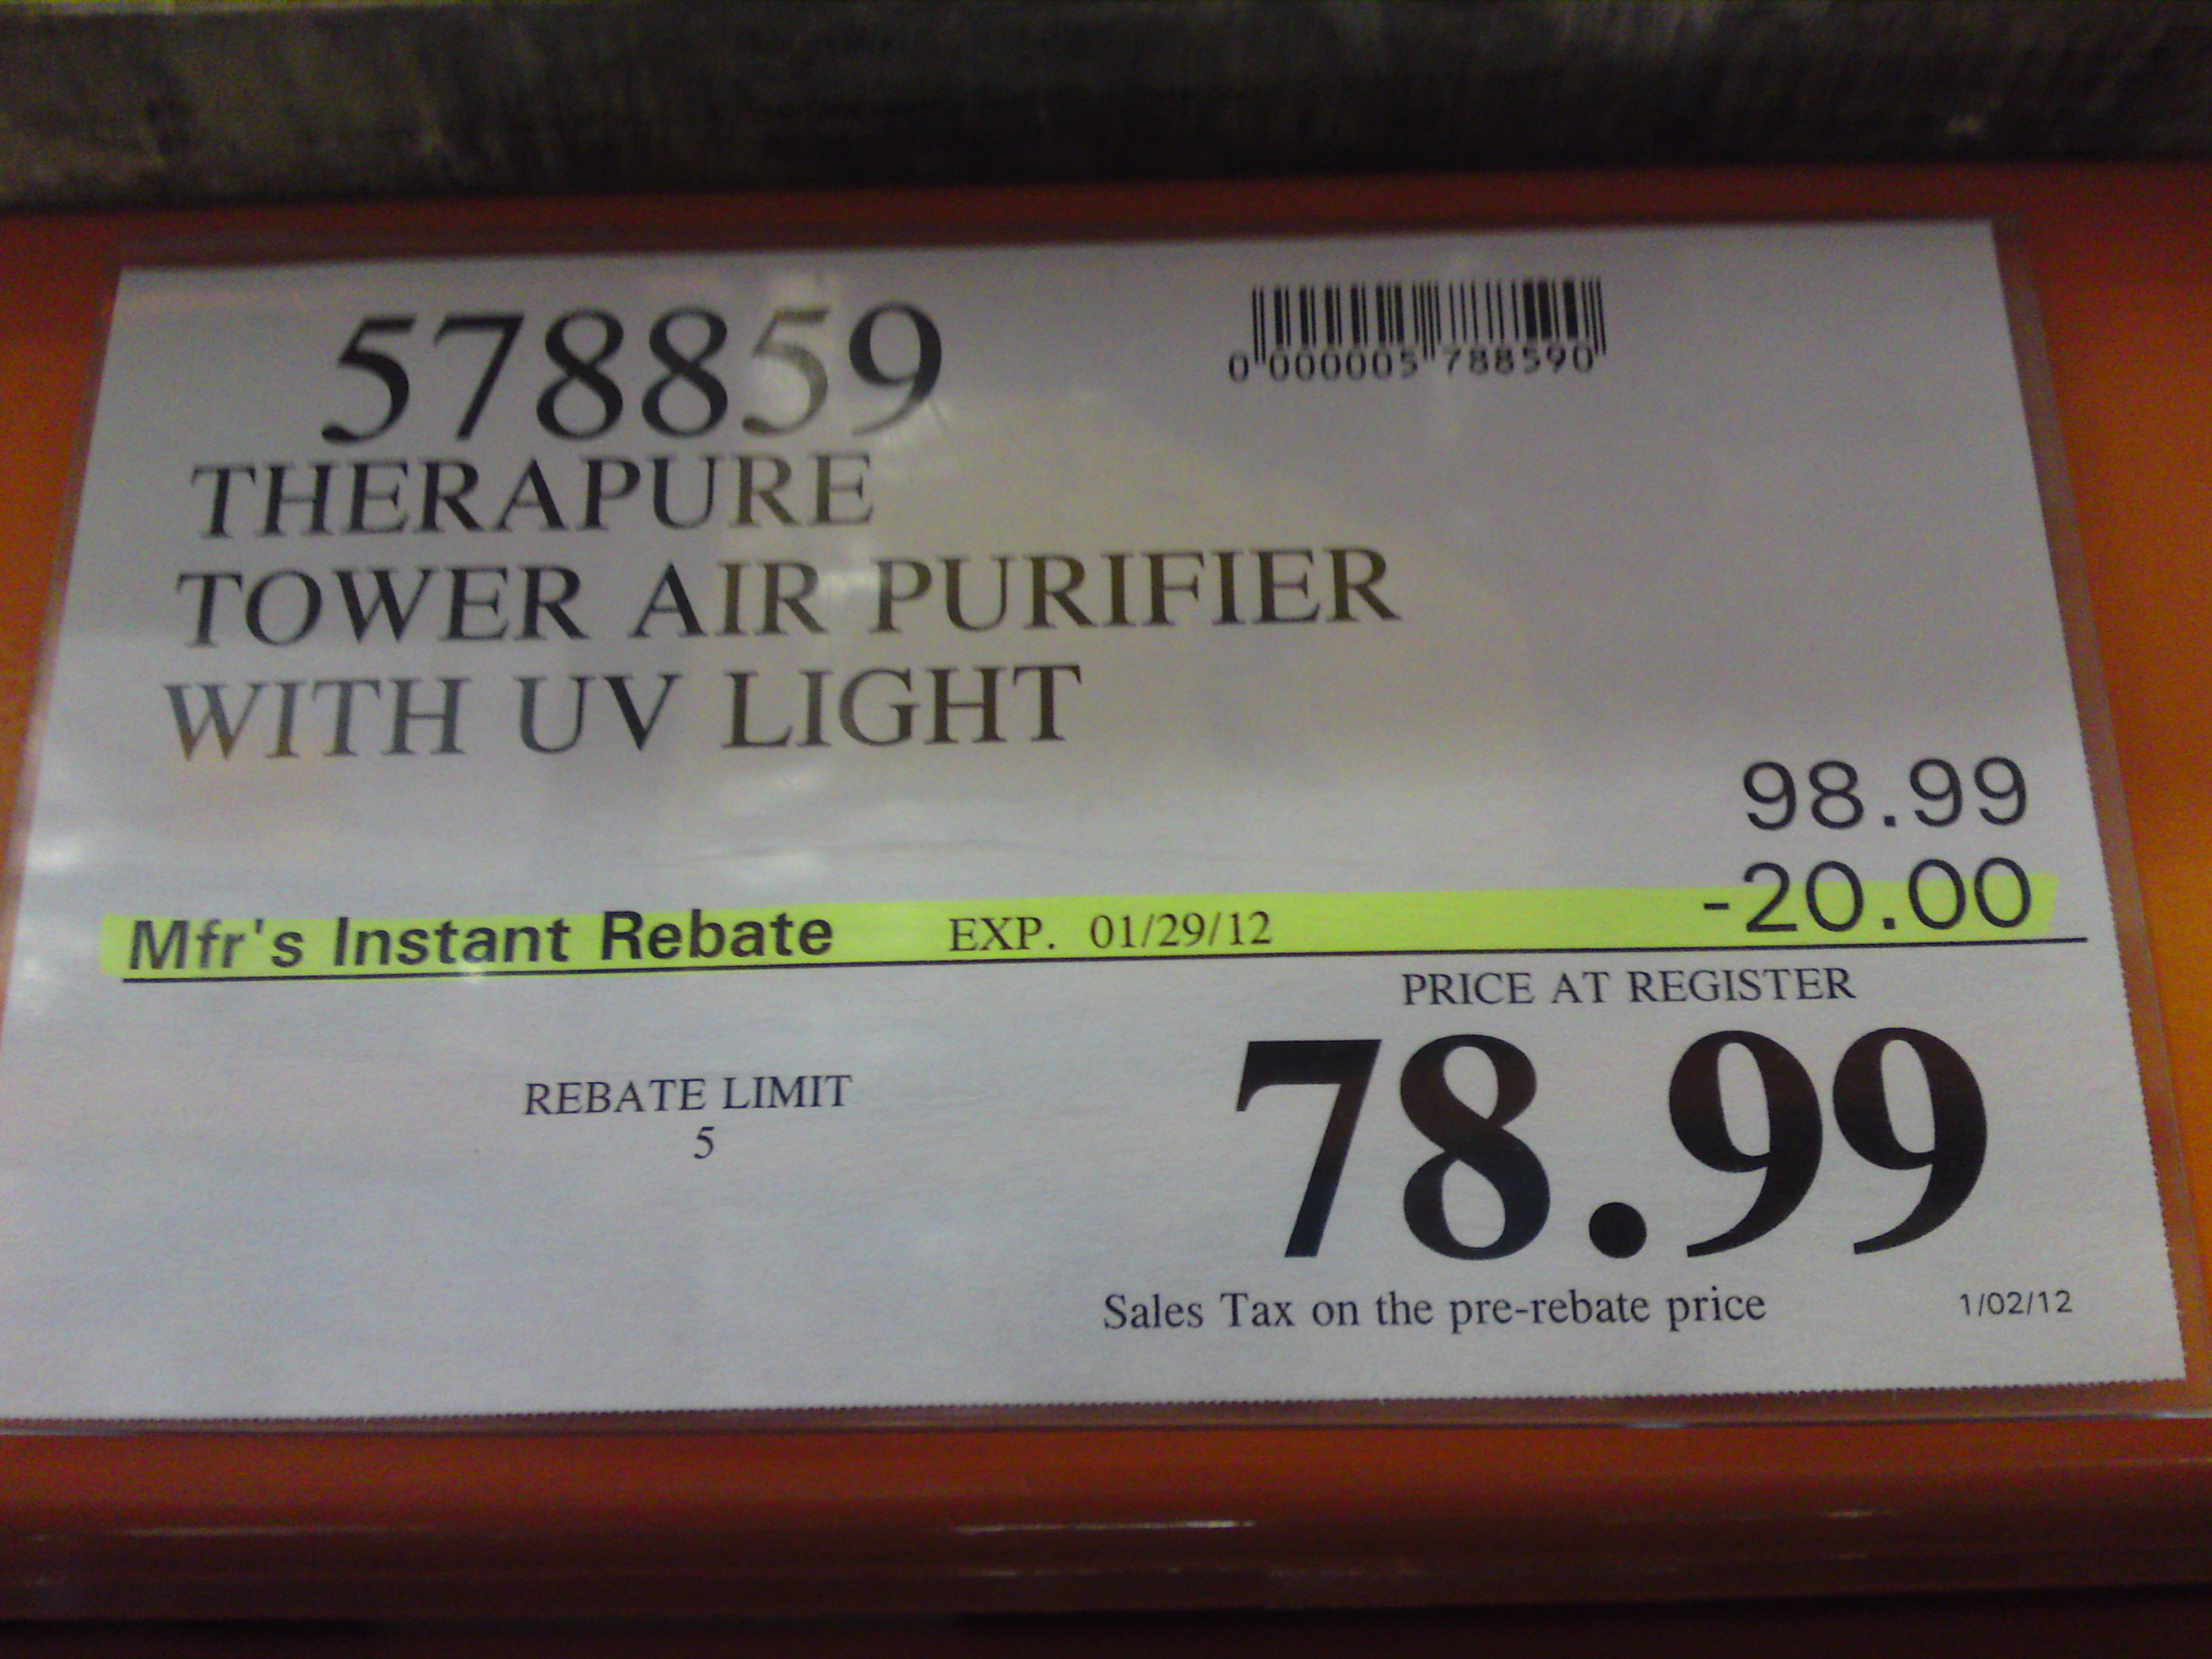 578859
0 000005 788590
THERAPURE
TOWER AIR PURIFIER
WITH UV LIGHT
98.99
Mfr's Instant Rebate EXP. 01/29/12 -20.00
PRICE AT REGISTER
78.99
REBATE LIMIT
5
Sales Tax on the pre-rebate price 1/02/12